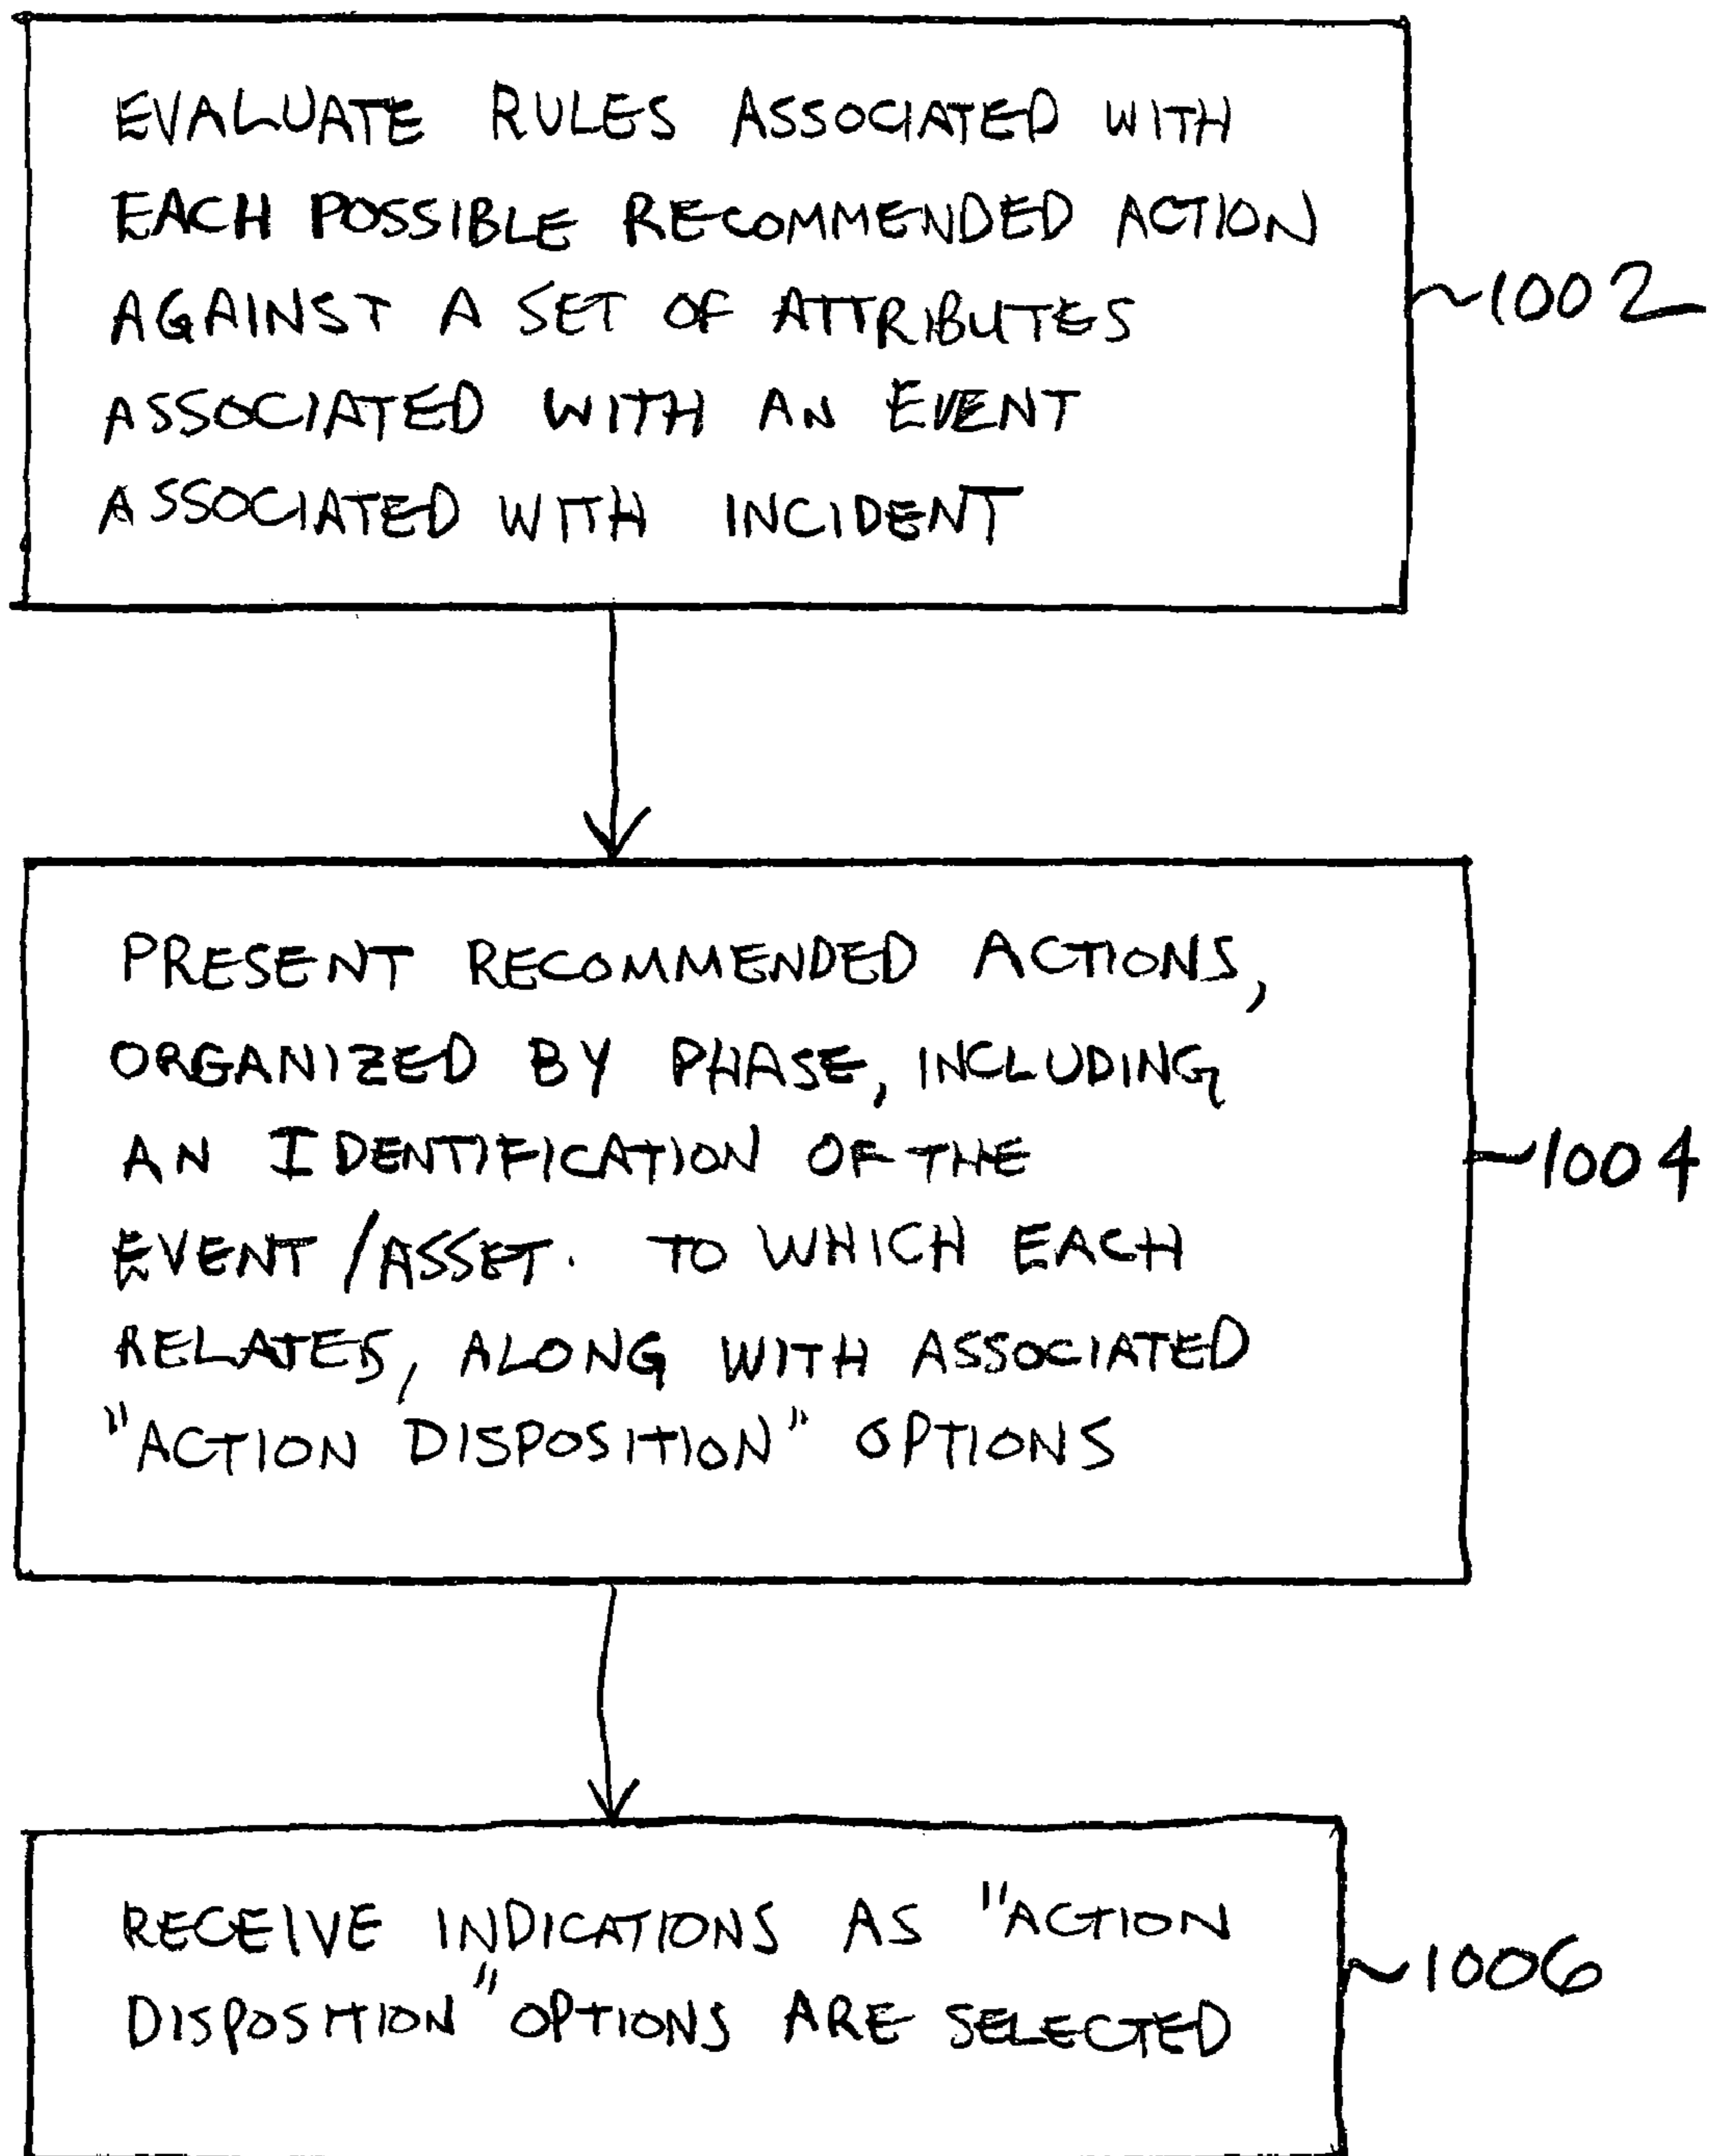 EVALUATE RULES ASSOCIATED WITH
EACH POSSIBLE RECOMMENDED ACTION
AGAINST A SET OF ATTRIBUTES
~1002
ASSOCIATED WITH AN EVENT
ASSOCIATED WITH INCIDENT
PRESENT RECOMMENDED ACTIONS,
ORGANIZED BY PHASE, INCLUDING
AN IDENTIFICATION OF THE
~1004
EVENT/ASSET. TO WHICH EACH
RELATES, ALONG WITH ASSOCIATED
"ACTION DISPOSITION" OPTIONS
RECEIVE INDICATIONS AS "ACTION
~1006
DISPOSITION" OPTIONS ARE SELECTED